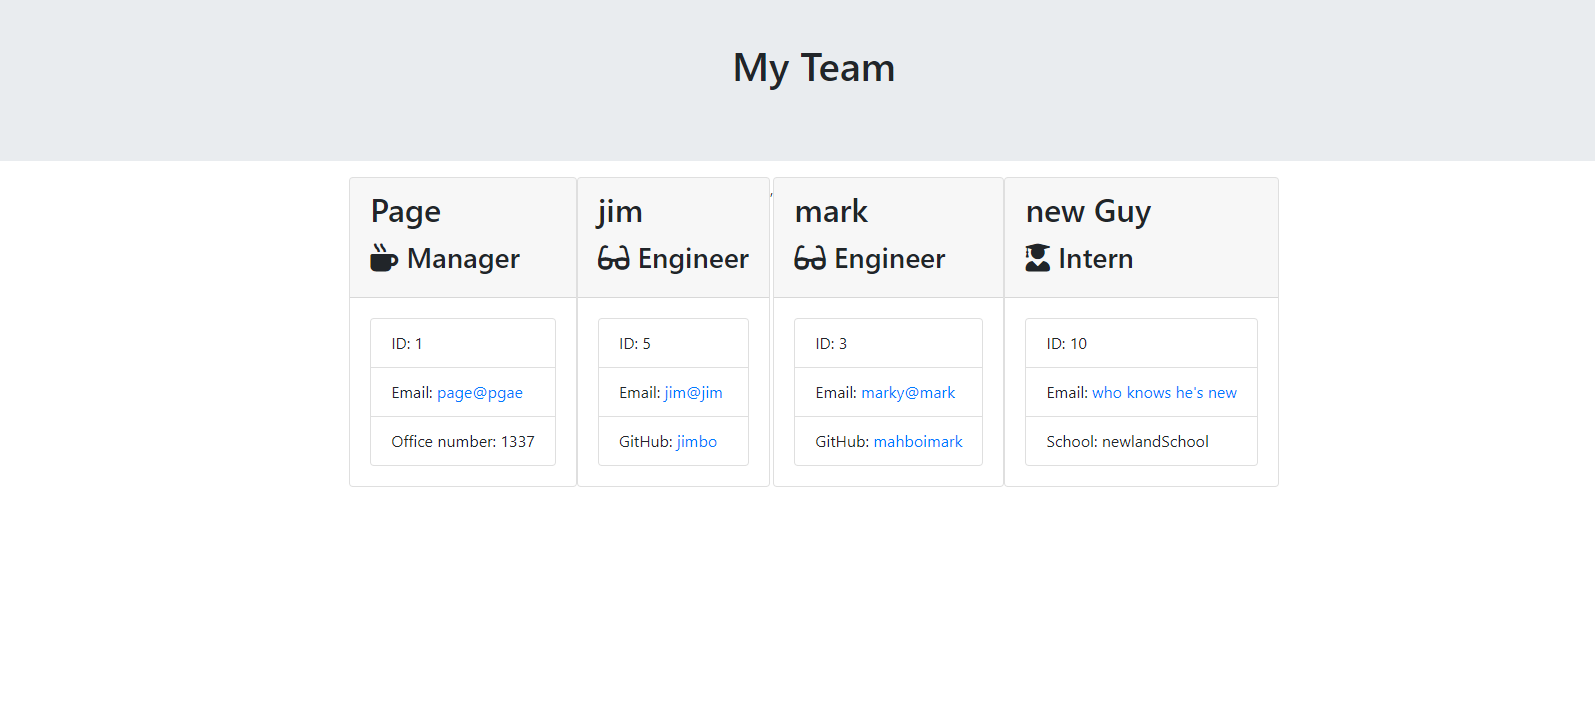 My Team
Page
Manager
ID: 1
Email: page@pgae
Office number: 1337
jim
Engineer
ID: 5
Email: jim@jim
GitHub: jimbo
,
mark
Engineer
ID: 3
Email: marky@mark
GitHub: mahboimark
new Guy
Intern
ID: 10
Email: who knows he's new
School: newlandSchool